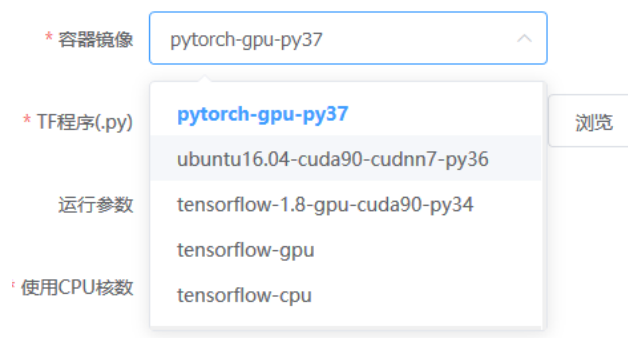 * 容器镜像 pytorch-gpu-py37
pytorch-gpu-py37
* TF程序(.py) 浏览
ubuntu16.04-cuda90-cudnn7-py36
运行参数 tensorflow-1.8-gpu-cuda90-py34
tensorflow-gpu
* 使用CPU核数 tensorflow-cpu